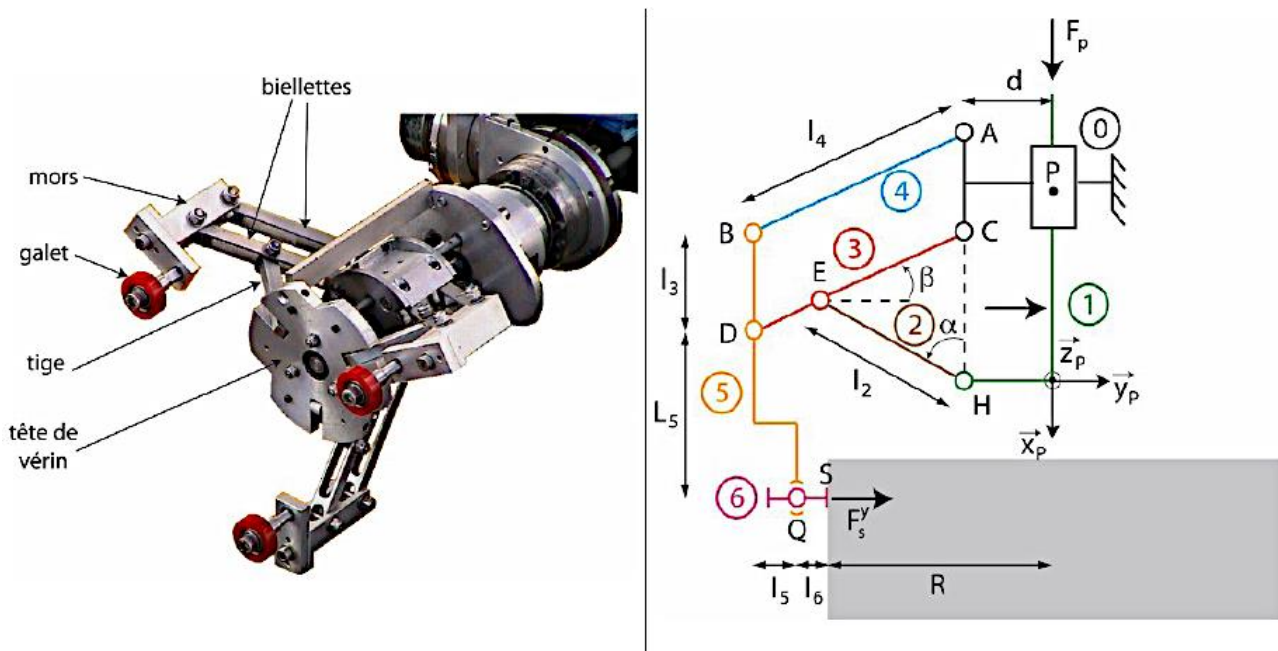 biellettes
mors
galet
tige
tête de
vérin
F_p
d
0
l_4
A
P
4
B
C
3
E
β
l_3
1
2
α
D
z_P
l_2
H
y_P
5
L_5
x_P
S
6
F_s^y
Q
l_5
l_6
R